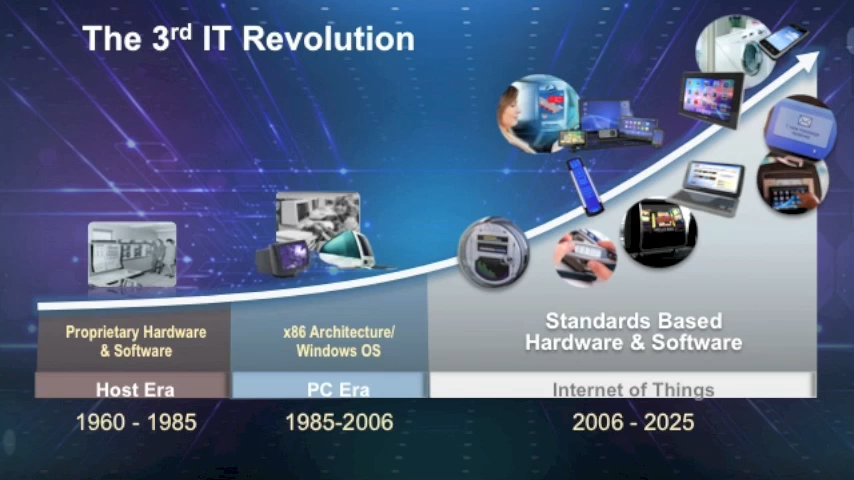 The 3rd IT Revolution
Proprietary Hardware
& Software
x86 Architecture/
Windows OS
Standards Based
Hardware & Software
Host Era
PC Era
Internet of Things
1960 - 1985
1985-2006
2006 - 2025